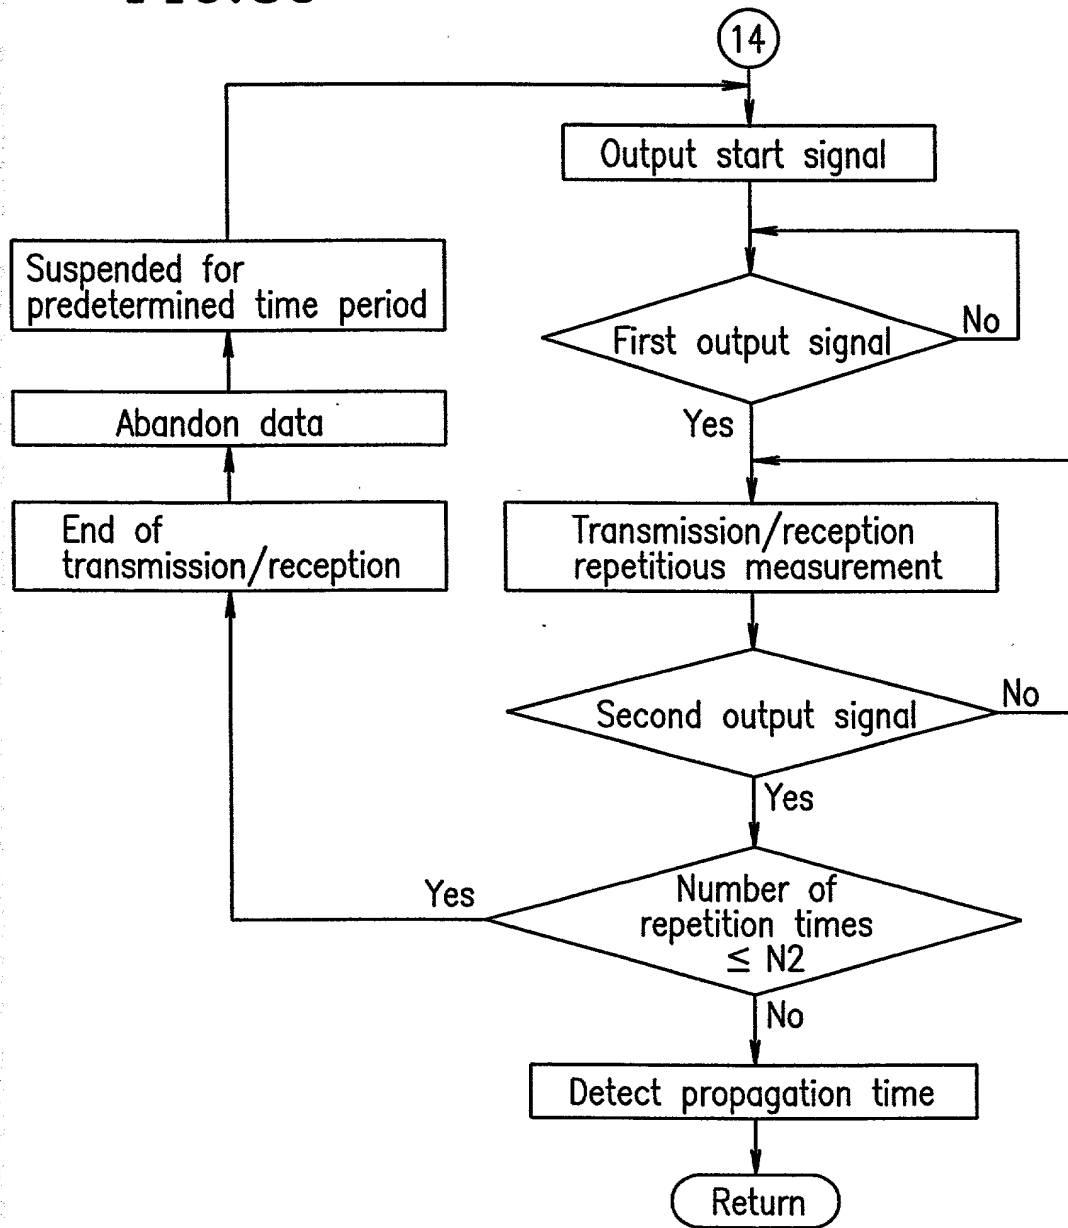 14
Output start signal
Suspended for
predetermined time period
First output signal
No
Yes
Abandon data
End of
transmission/reception
Transmission/reception
repetitious measurement
Second output signal
No
Yes
Number of
repetition times
≤ N2
Yes
No
Detect propagation time
Return